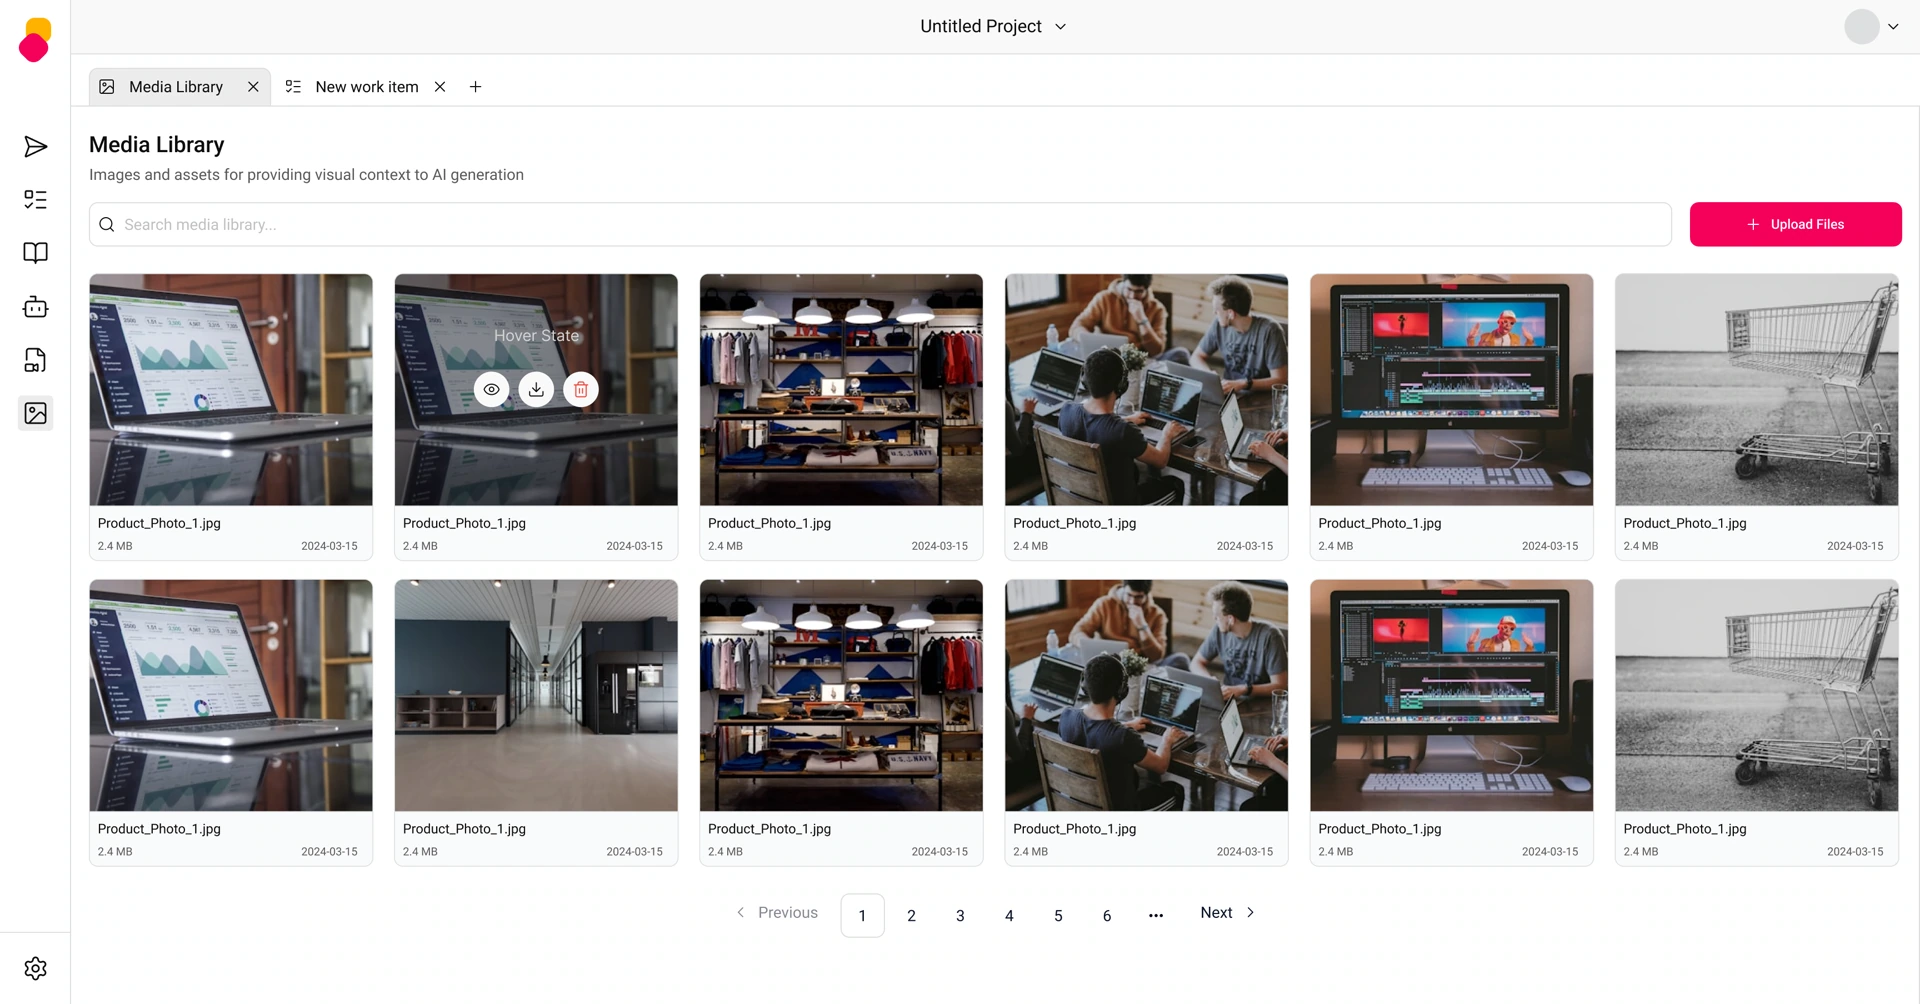 Untitled Project
Media Library
New work item
Media Library
Images and assets for providing visual context to AI generation
Search media library...
Upload Files
Hover State
Product_Photo_1.jpg
2.4 MB 2024-03-15
Product_Photo_1.jpg
2.4 MB 2024-03-15
Product_Photo_1.jpg
2.4 MB 2024-03-15
Product_Photo_1.jpg
2.4 MB 2024-03-15
Product_Photo_1.jpg
2.4 MB 2024-03-15
Product_Photo_1.jpg
2.4 MB 2024-03-15
Product_Photo_1.jpg
2.4 MB 2024-03-15
Product_Photo_1.jpg
2.4 MB 2024-03-15
Product_Photo_1.jpg
2.4 MB 2024-03-15
Product_Photo_1.jpg
2.4 MB 2024-03-15
Product_Photo_1.jpg
2.4 MB 2024-03-15
Product_Photo_1.jpg
2.4 MB 2024-03-15
Previous 1 2 3 4 5 6 ••• Next